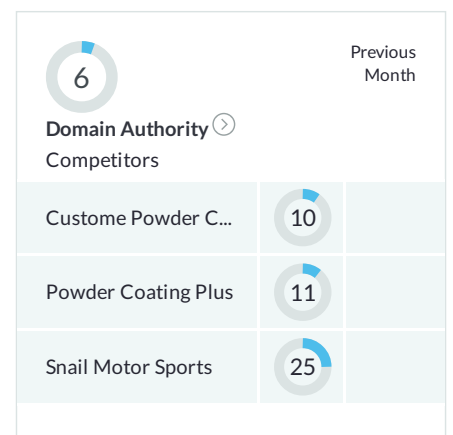 6
Previous
Month
Domain Authority
Competitors
Custome Powder C...
10
Powder Coating Plus
11
Snail Motor Sports
25